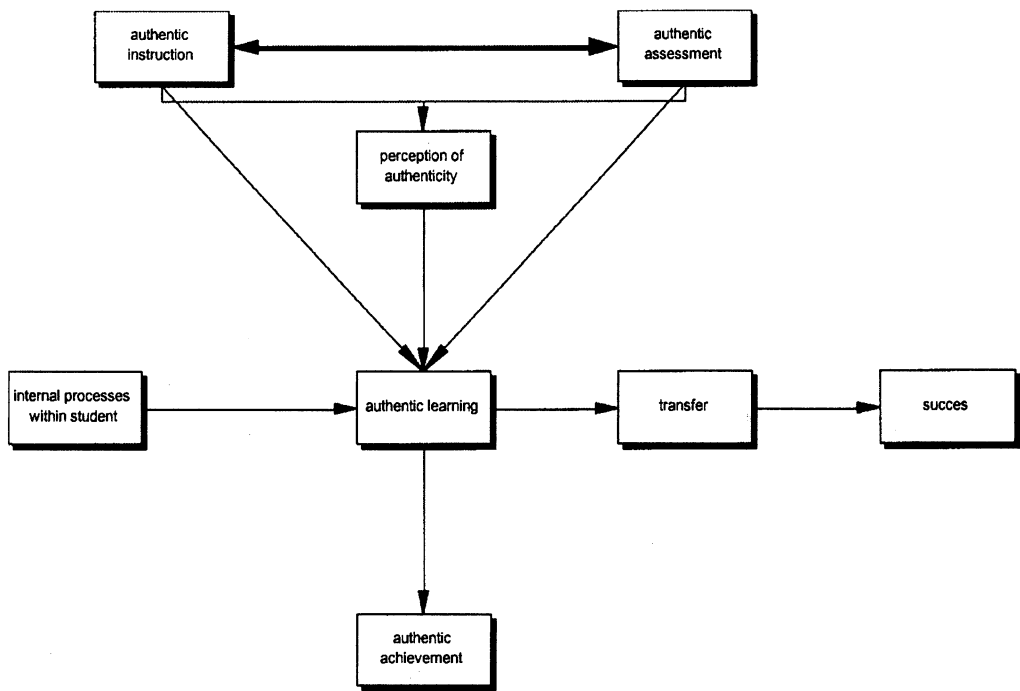 authentic
instruction
authentic
assessment
perception of
authenticity
internal processes
within student
authentic learning
transfer
succes
authentic
achievement